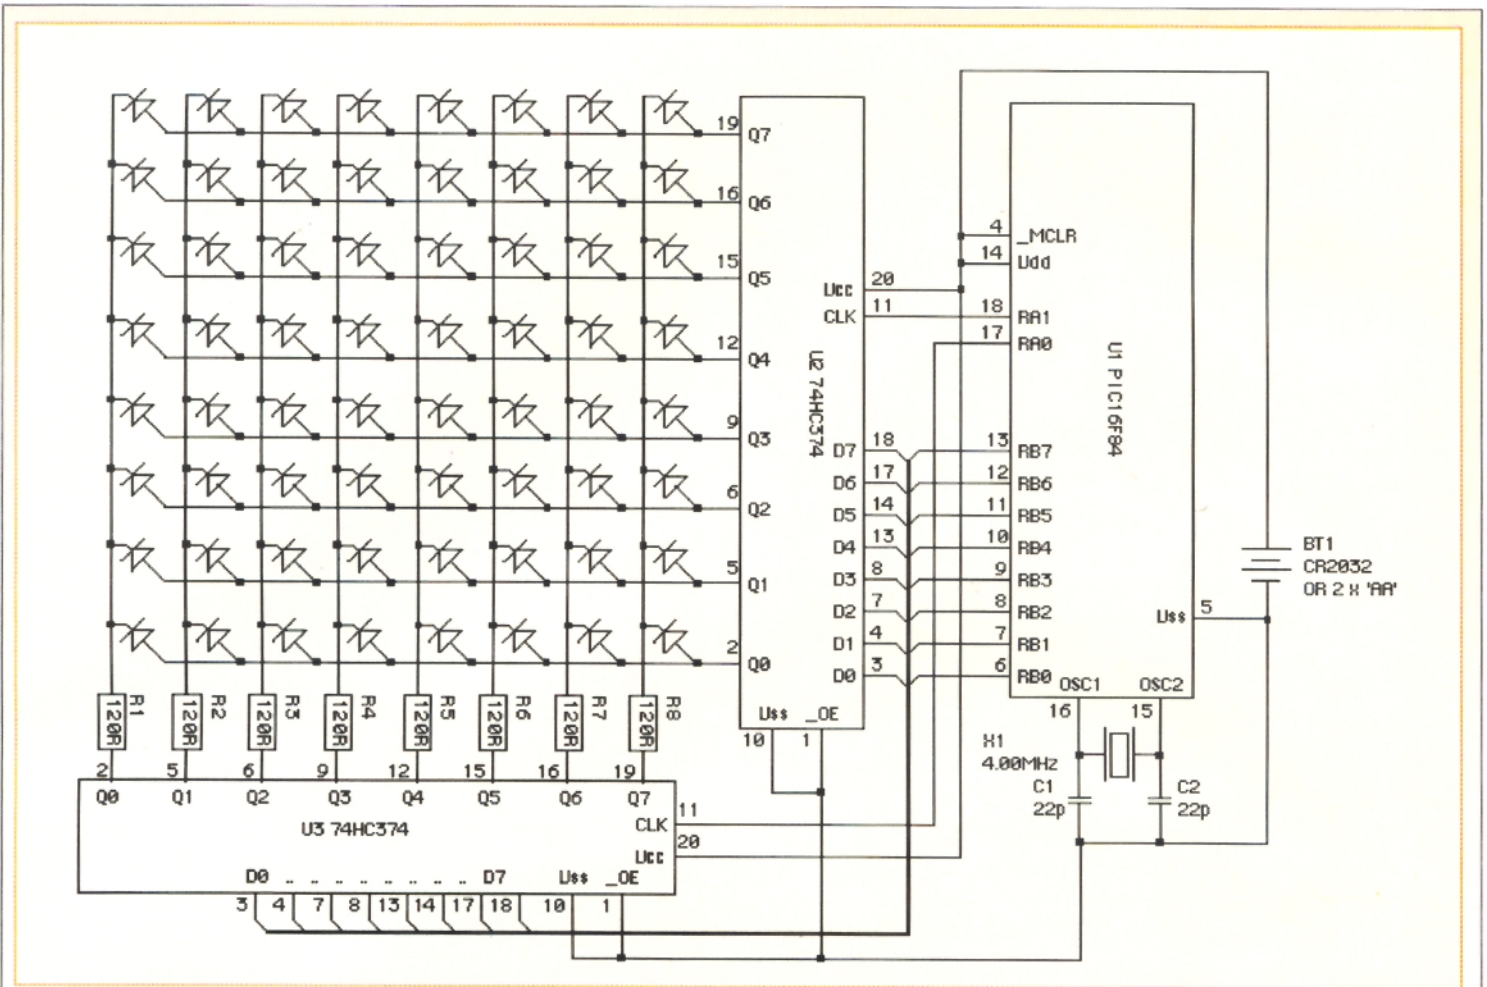 19 Q7
16 Q6
15 Q5
12 Q4
9 Q3
6 Q2
5 Q1
2 Q0
Vcc 20
CLK 11
U2 74HC374
D7 18
D6 17
D5 14
D4 13
D3 8
D2 7
D1 4
D0 3
Vss _OE
10 1
4 _MCLR
14 Vdd
18 RA1
17 RA0
U1 PIC16F84
13 RB7
12 RB6
11 RB5
10 RB4
9 RB3
8 RB2
7 RB1
6 RB0
Vss 5
OSC1 OSC2
16 15
BT1
CR2032
OR 2 X 'AA'
X1
4.00MHz
C1
22p
C2
22p
R1 R2 R3 R4 R5 R6 R7 R8
120R 120R 120R 120R 120R 120R 120R 120R
2 5 6 9 12 15 16 19
Q0 Q1 Q2 Q3 Q4 Q5 Q6 Q7
U3 74HC374
CLK 11
Vcc 20
D0 .. .. .. .. .. .. .. .. D7 Vss _OE
3 4 7 8 13 14 17 18 10 1